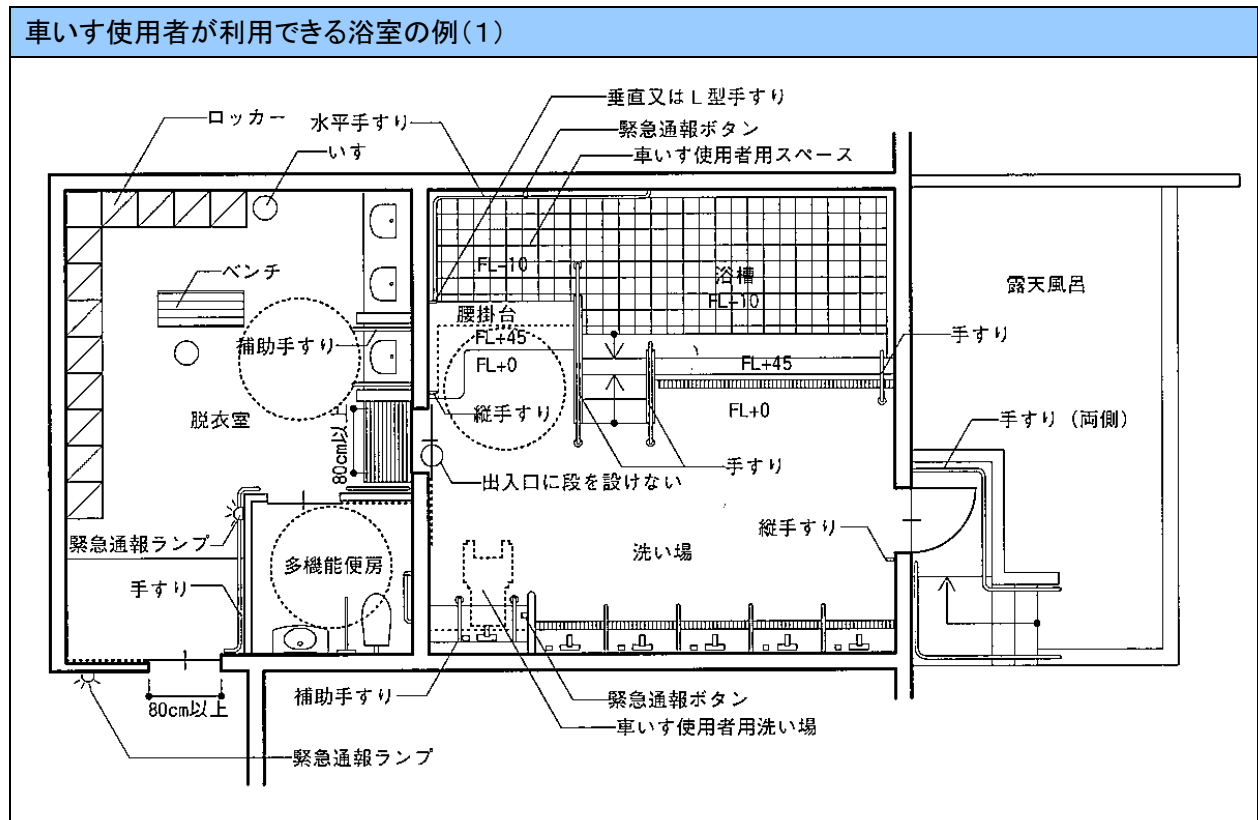 車いす使用者が利用できる浴室の例(1)
垂直又はL型手すり
ロッカー
水平手すり
緊急通報ボタン
いす
車いす使用者用スペース
ベンチ
FL-10
浴槽
FL-10
露天風呂
腰掛台
補助手すり
FL+45
手すり
FL+0
FL+45
FL+0
縦手すり
脱衣室
手すり(両側)
80cm以上
手すり
出入口に段を設けない
縦手すり
緊急通報ランプ
洗い場
多機能便房
手すり
補助手すり
緊急通報ボタン
80cm以上
車いす使用者用洗い場
緊急通報ランプ